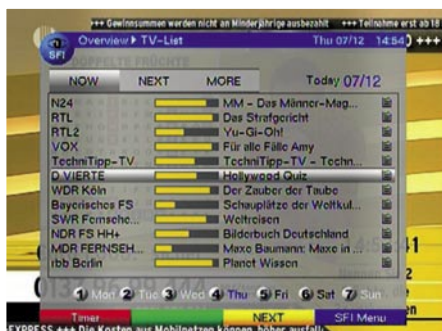 +++ Gewinnsummen werden nicht an Minderjährige ausbezahlt +++ Teilnahme erst ab 18
SFI Overview TV-List Thu 07/12 14:54 0 +++
DOPPELTE FRÜCHTE
NOW NEXT MORE Today 07/12
N24 MM - Das Männer-Mag...
RTL Das Strafgericht
RTL2 Yu-Gi-Oh!
VOX Für alle Fälle Amy
TechniTipp-TV TechniTipp-TV - Techn...
D VIERTE Hollywood Quiz
WDR Köln Der Zauber der Taube
Bayerisches FS Schauplätze der Weltkul...
SWR Fernsehe... Weltreisen
NDR FS HH+ Bilderbuch Deutschland
MDR FERNSEH... Maxe Baumann: Maxe in ...
rbb Berlin Planet Wissen
1 Mon 2 Tue 3 Wed 4 Thu 5 Fri 6 Sat 7 Sun
Timer NEXT SFI Menu
EXPRESS +++ Die Kosten aus Mobilnetzen können höher ausfall